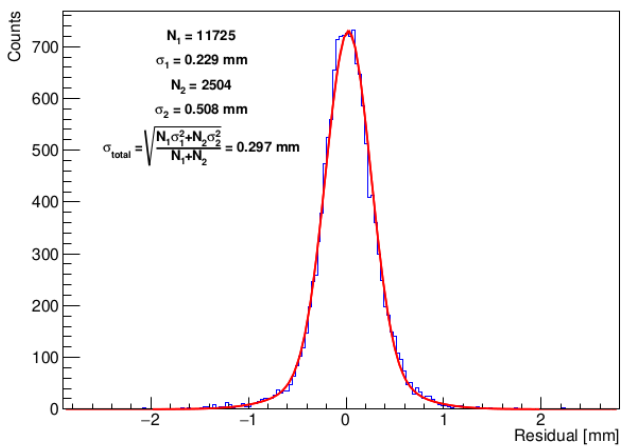 Counts
700
600
500
400
300
200
100
0
N₁ = 11725
σ₁ = 0.229 mm
N₂ = 2504
σ₂ = 0.508 mm
σ_total = √((N₁σ₁²+N₂σ₂²)/(N₁+N₂)) = 0.297 mm
−2 −1 0 1 2
Residual [mm]